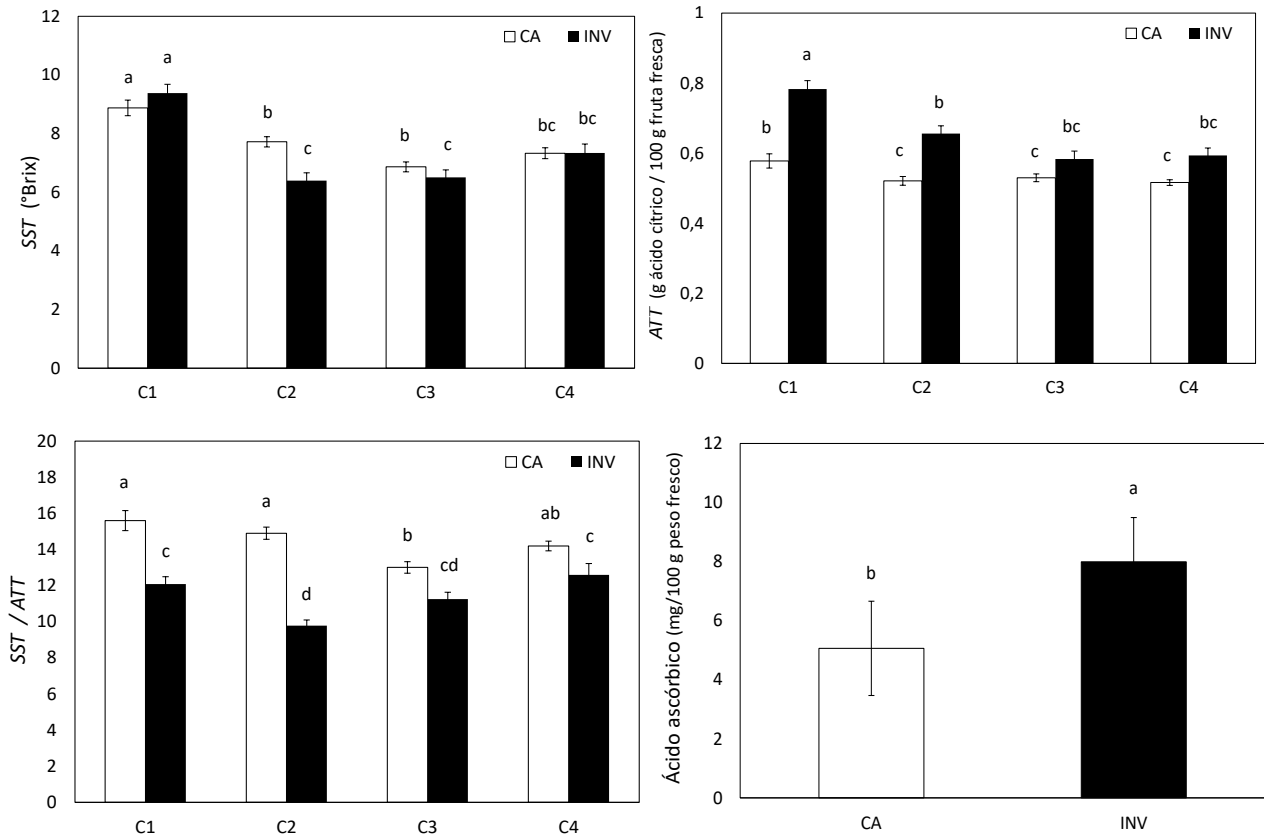 12
10
8
6
4
2
0
SST (°Brix)
CA INV
a a
b c
b c
bc bc
C1 C2 C3 C4
1
0,8
0,6
0,4
0,2
0
ATT (g ácido cítrico / 100 g fruta fresca)
CA INV
b a
c b
c bc
c bc
C1 C2 C3 C4
20
18
16
14
12
10
8
6
4
2
0
SST / ATT
CA INV
a c
a d
b cd
ab c
C1 C2 C3 C4
12
10
8
6
4
2
0
Ácido ascórbico (mg/100 g peso fresco)
b a
CA INV